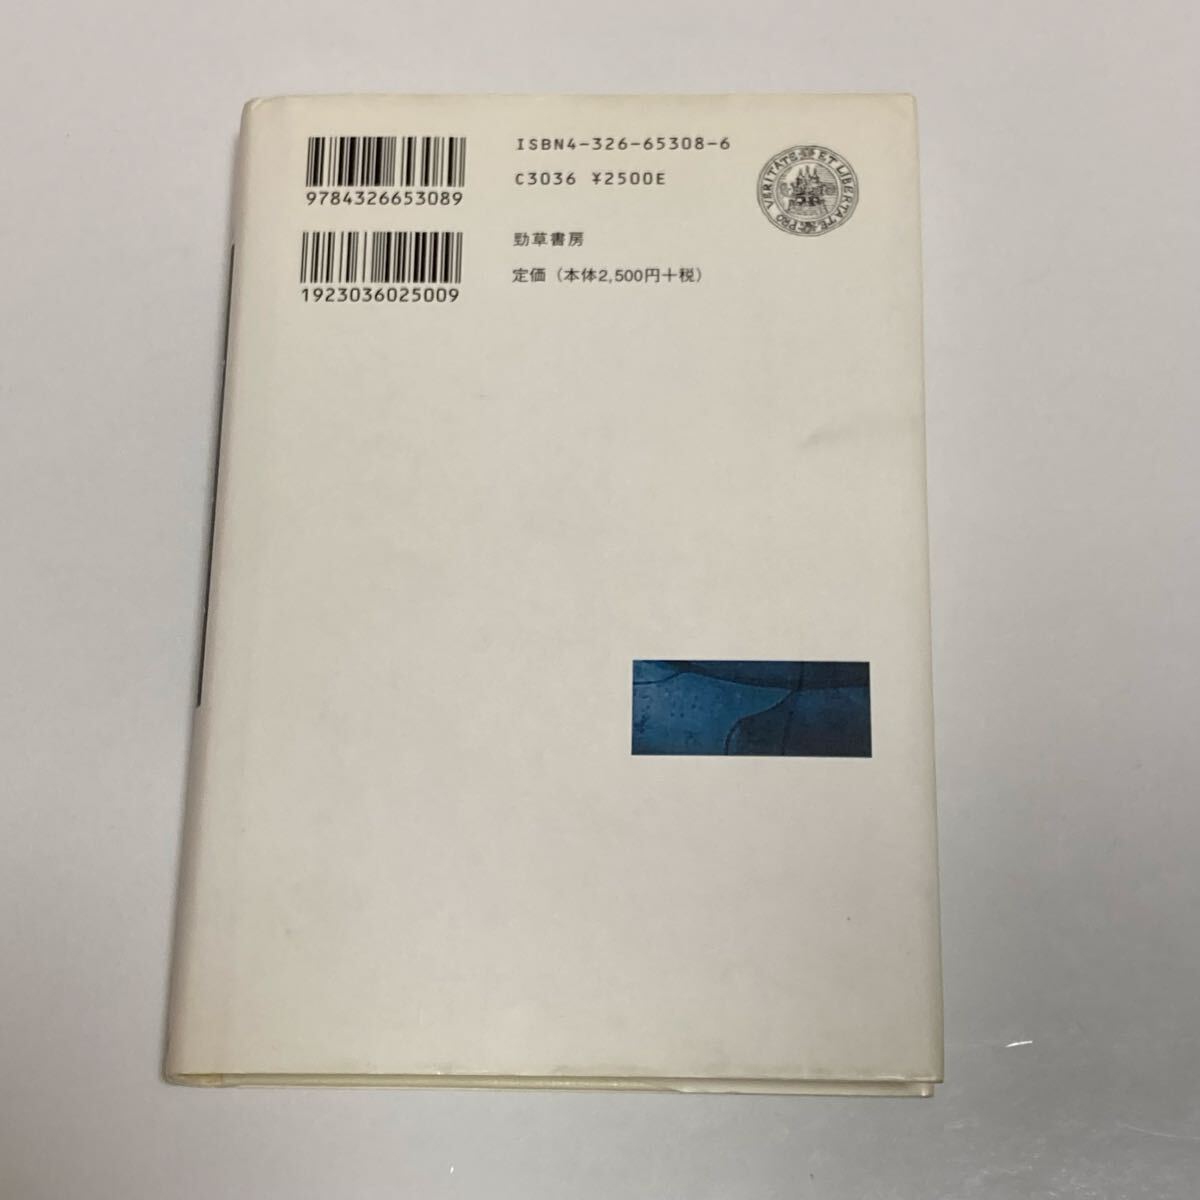 ISBN4-326-65308-6
C3036 ¥2500E
9784326653089
勁草書房
定価（本体2,500円+税）
1923036025009
PRO VERITATE ET LIBERTATE